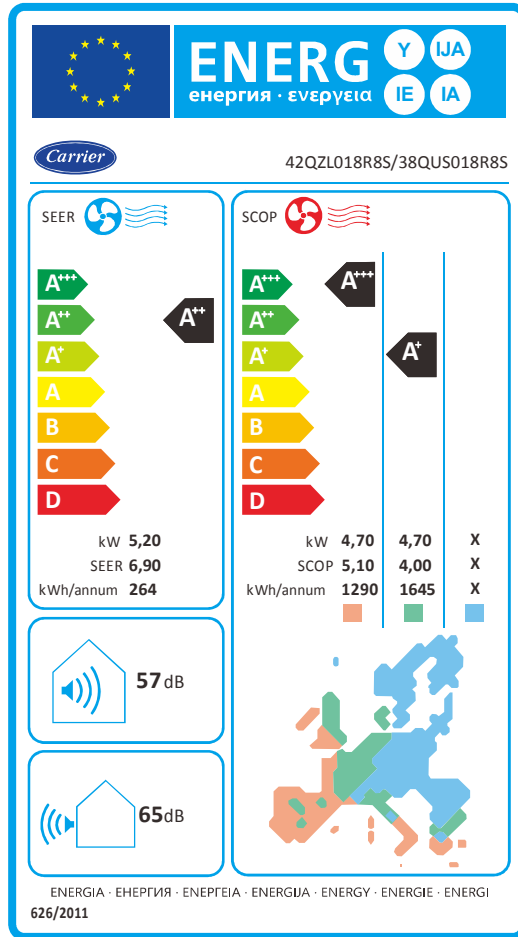 ENERG
енергия · ενεργεια
Y
IJA
IE
IA
Carrier
42QZL018R8S/38QUS018R8S
SEER
A+++
A++
A+
A
B
C
D
A++
kW 5,20
SEER 6,90
kWh/annum 264
SCOP
A+++
A++
A+
A
B
C
D
A+++
A+
kW 4,70 4,70 X
SCOP 5,10 4,00 X
kWh/annum 1290 1645 X
57dB
65dB
ENERGIA · ЕНЕРГИЯ · ΕΝΕΡΓΕΙΑ · ENERGIJA · ENERGY · ENERGIE · ENERGI
626/2011